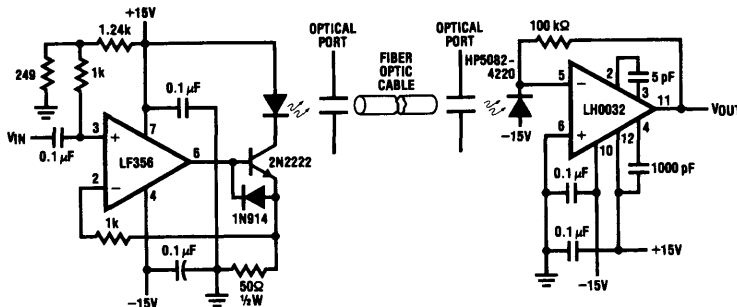 +15V
1.24k
249
1k
0.1 µF
VIN
0.1 µF
3
+
7
LF356
6
2
−
4
2N2222
1N914
1k
0.1 µF
−15V
50Ω
½W
OPTICAL
PORT
FIBER
OPTIC
CABLE
OPTICAL
PORT
100 kΩ
HP5082-
4220
−15V
5
−
2
5 pF
3
LH0032
11
VOUT
6
+
4
10
12
1000 pF
0.1 µF
0.1 µF
+15V
−15V